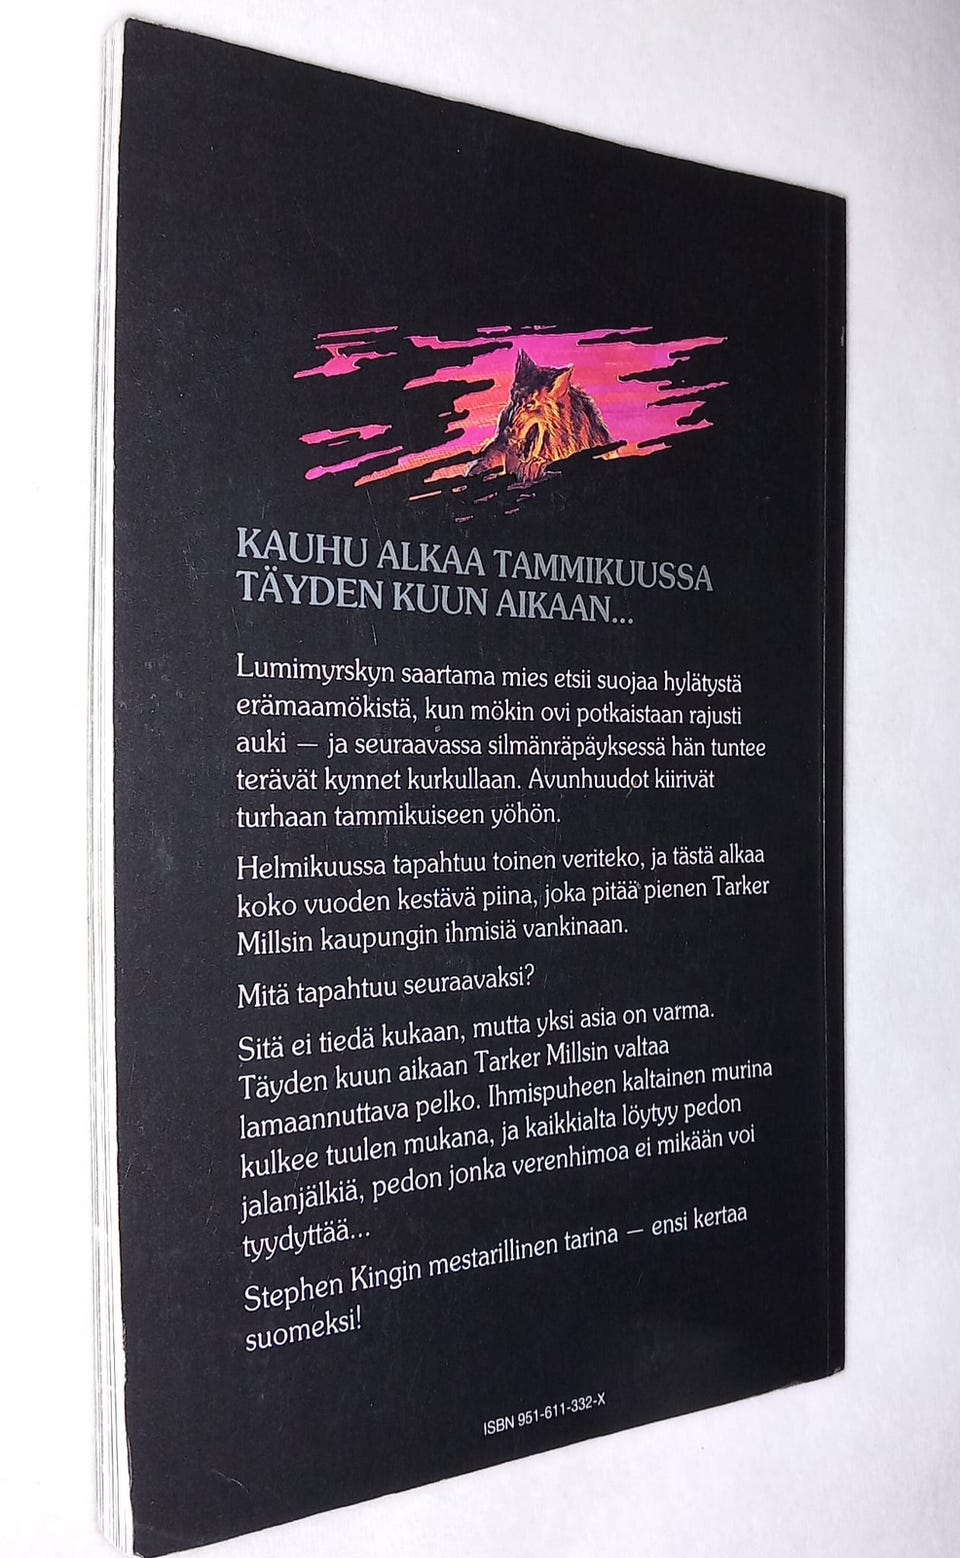 KAUHU ALKAA TAMMIKUUSSA
TÄYDEN KUUN AIKAAN...
Lumimyrskyn saartama mies etsii suojaa hylätystä
erämaamökistä, kun mökin ovi potkaistaan rajusti
auki — ja seuraavassa silmänräpäyksessä hän tuntee
terävät kynnet kurkullaan. Avunhuudot kiirivät
turhaan tammikuiseen yöhön.
Helmikuussa tapahtuu toinen veriteko, ja tästä alkaa
koko vuoden kestävä piina, joka pitää pienen Tarker
Millsin kaupungin ihmisiä vankinaan.
Mitä tapahtuu seuraavaksi?
Sitä ei tiedä kukaan, mutta yksi asia on varma.
Täyden kuun aikaan Tarker Millsin valtaa
lamaannuttava pelko. Ihmispuheen kaltainen murina
kulkee tuulen mukana, ja kaikkialta löytyy pedon
jalanjälkiä, pedon jonka verenhimoa ei mikään voi
tyydyttää...
Stephen Kingin mestarillinen tarina — ensi kertaa
suomeksi!
ISBN 951-611-332-X